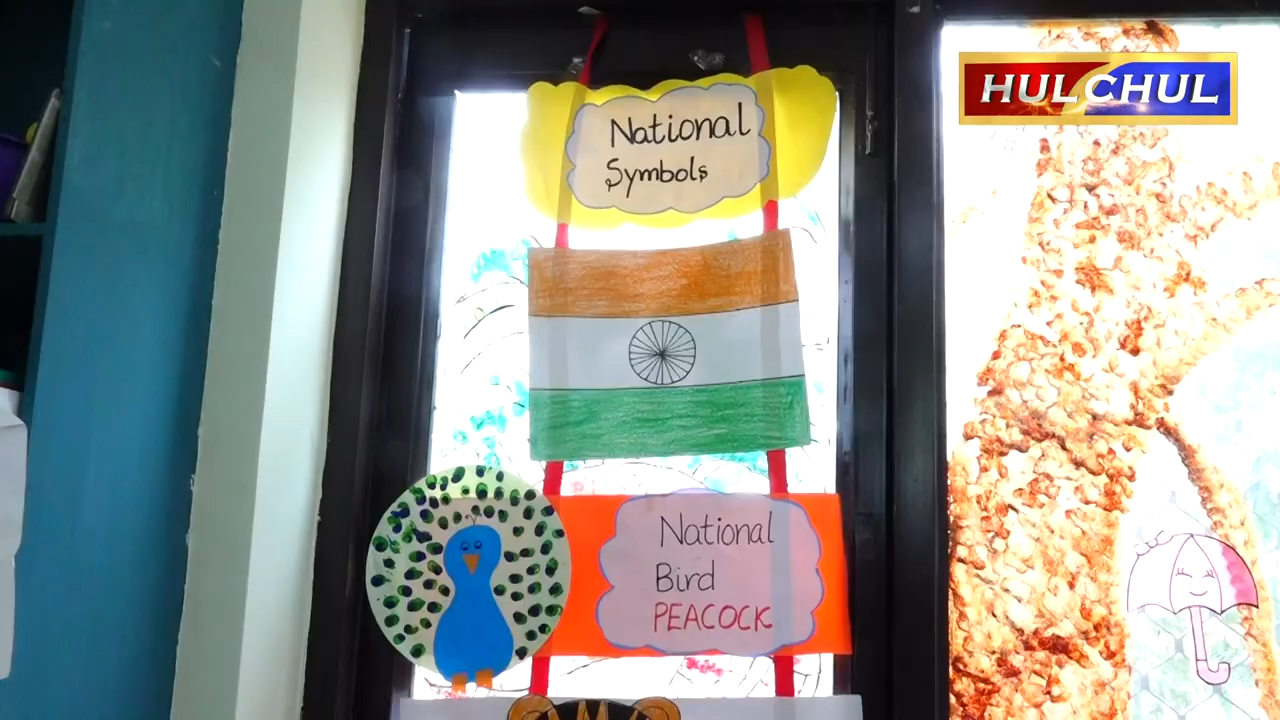 HULCHUL
National
Symbols
National
Bird
PEACOCK